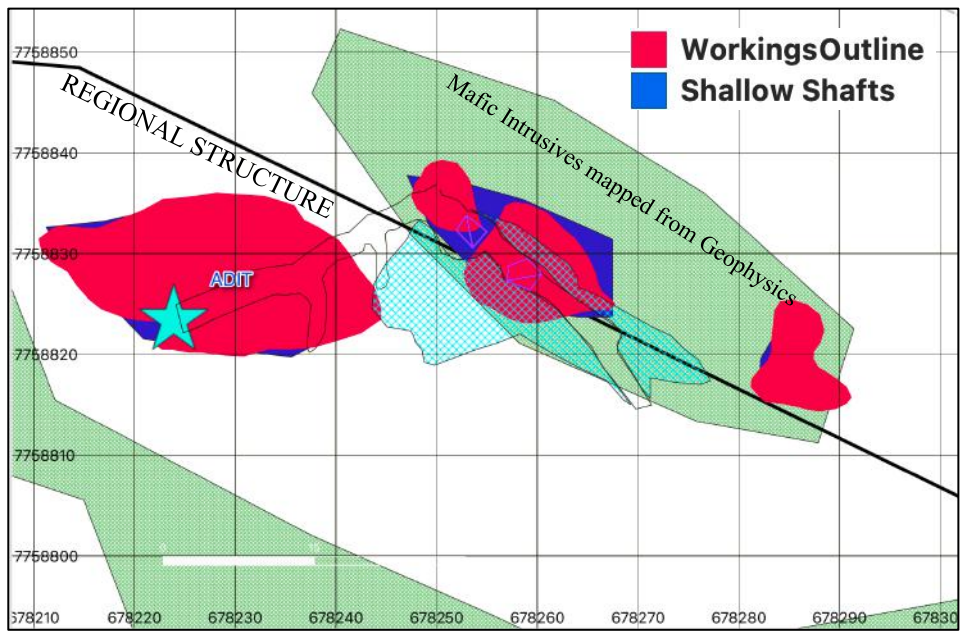 WorkingsOutline
Shallow Shafts
Mafic Intrusives mapped from Geophysics
REGIONAL STRUCTURE
ADIT
7758850
7758840
7758830
7758820
7758810
7758800
678210 678220 678230 678240 678250 678260 678270 678280 678290 67830